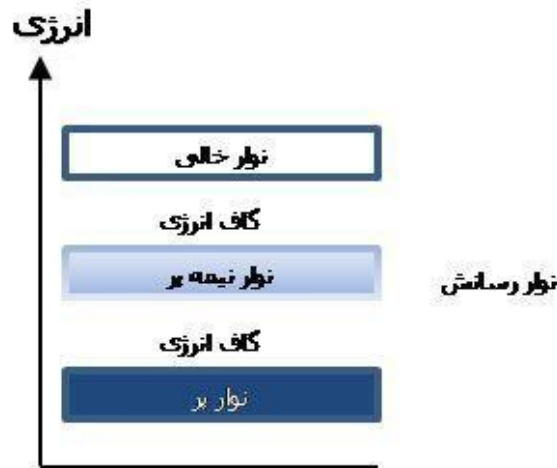 انرژی
نوار خالی
گاف انرژی
نوار نیمه پر
نوار رسانش
گاف انرژی
نوار پر